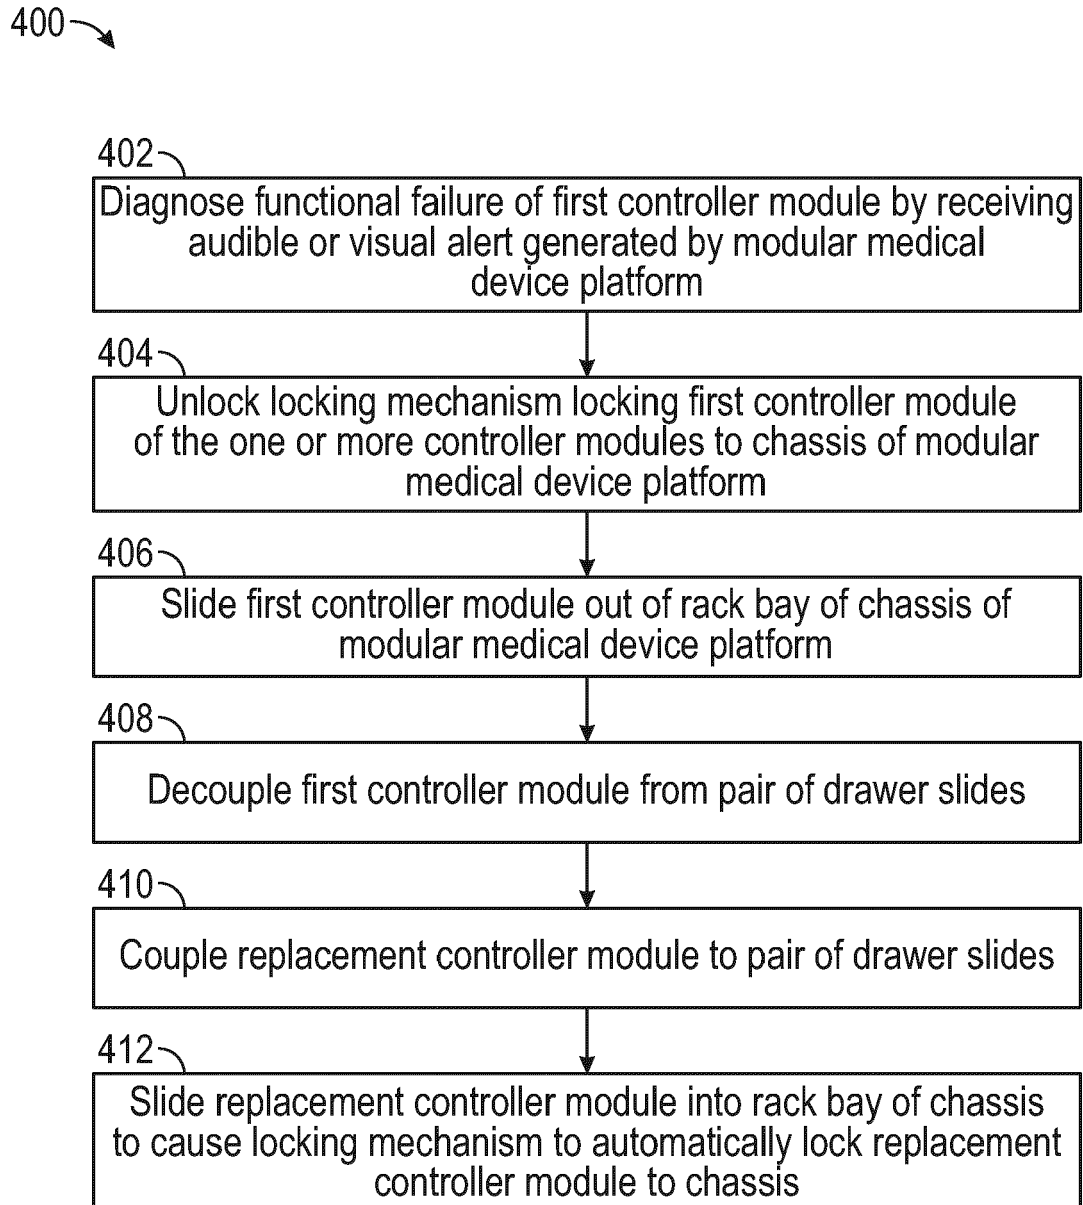 400
402
Diagnose functional failure of first controller module by receiving
audible or visual alert generated by modular medical
device platform
404
Unlock locking mechanism locking first controller module
of the one or more controller modules to chassis of modular
medical device platform
406
Slide first controller module out of rack bay of chassis of
modular medical device platform
408
Decouple first controller module from pair of drawer slides
410
Couple replacement controller module to pair of drawer slides
412
Slide replacement controller module into rack bay of chassis
to cause locking mechanism to automatically lock replacement
controller module to chassis